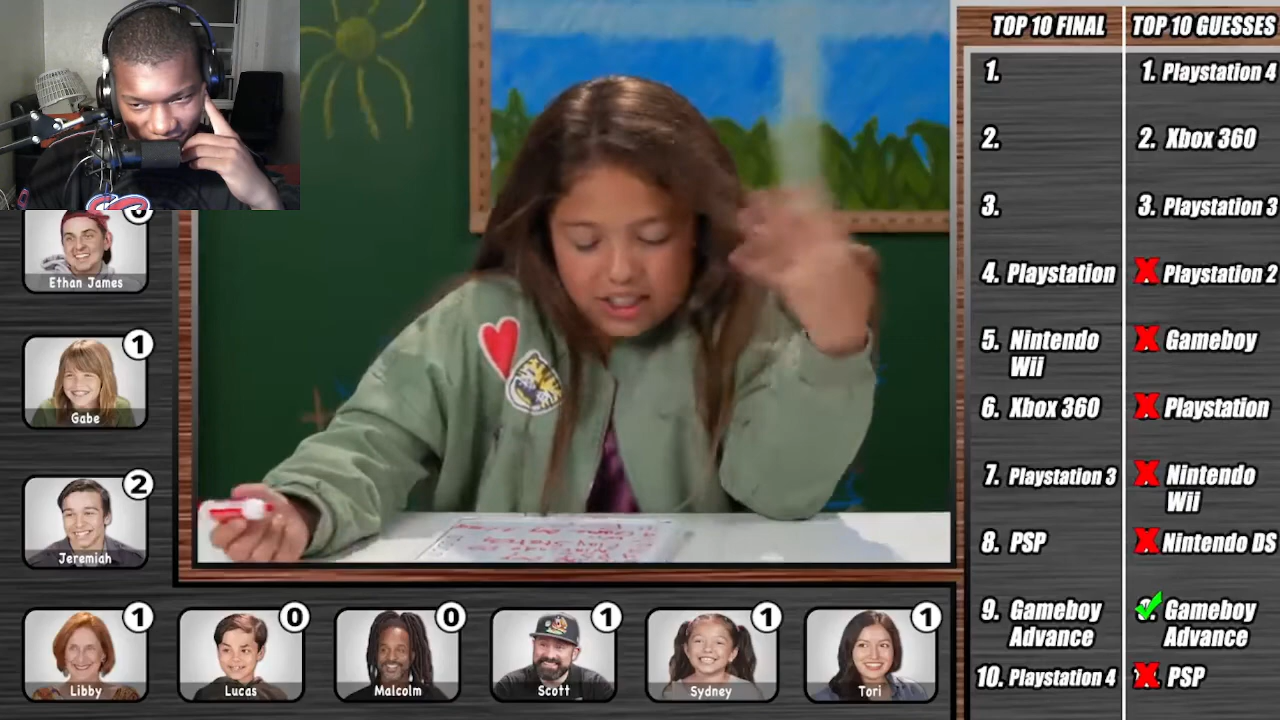 TOP 10 FINAL
1.
2.
3.
4. Playstation
5. Nintendo
Wii
6. Xbox 360
7. Playstation 3
8. PSP
9. Gameboy
Advance
10. Playstation 4
TOP 10 GUESSES
1. Playstation 4
2. Xbox 360
3. Playstation 3
Playstation 2
Gameboy
Playstation
Nintendo
Wii
Nintendo DS
Gameboy
Advance
PSP
Ethan James
1
Gabe
2
Jeremiah
1
Libby
0
Lucas
0
Malcolm
1
Scott
1
Sydney
1
Tori